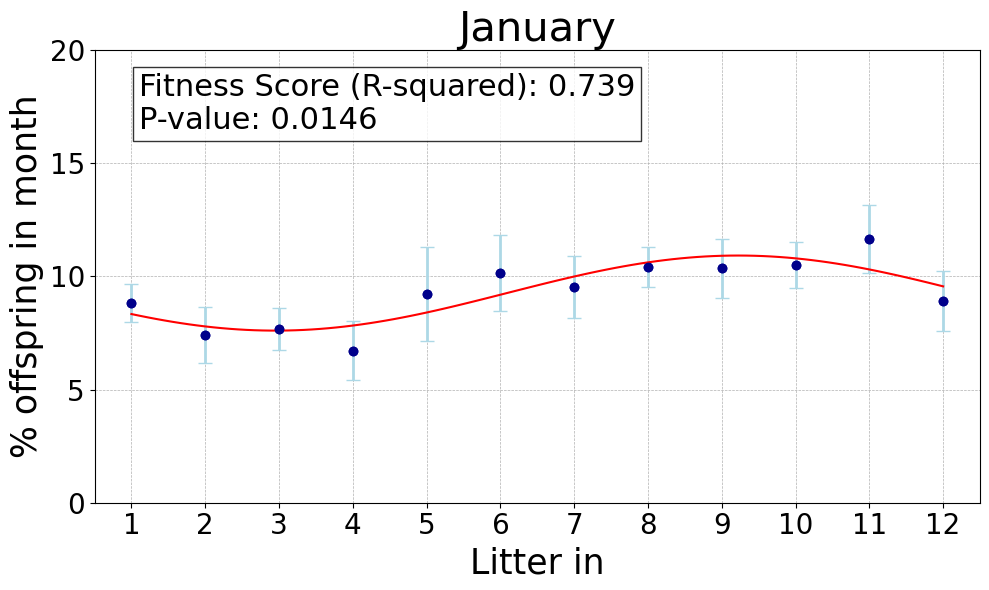 January
Fitness Score (R-squared): 0.739
P-value: 0.0146
% offspring in month
20
15
10
5
0
1 2 3 4 5 6 7 8 9 10 11 12
Litter in